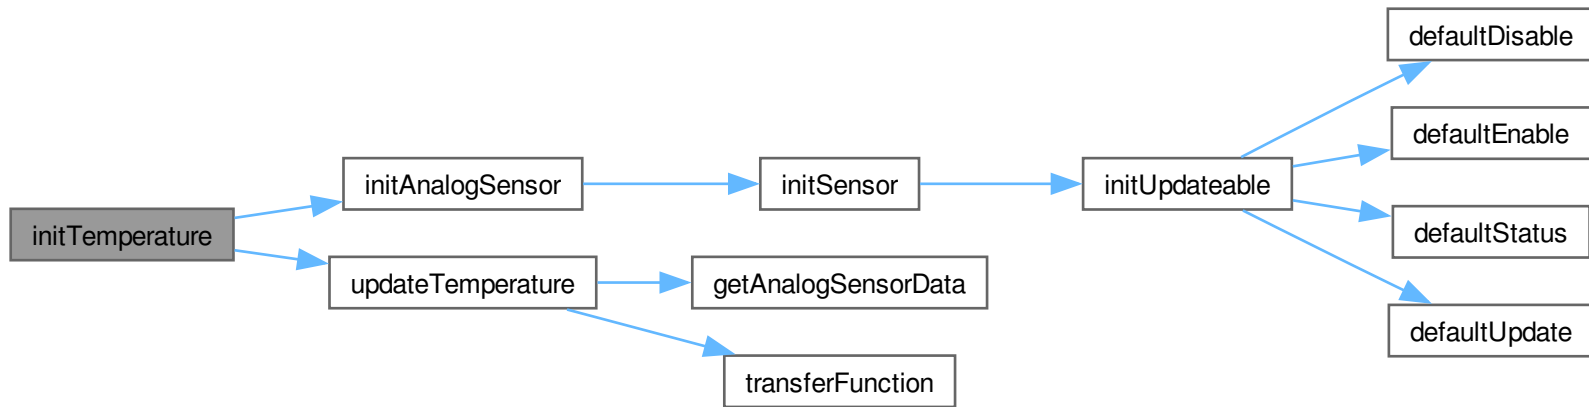 initTemperature
initAnalogSensor
updateTemperature
initSensor
getAnalogSensorData
transferFunction
initUpdateable
defaultDisable
defaultEnable
defaultStatus
defaultUpdate